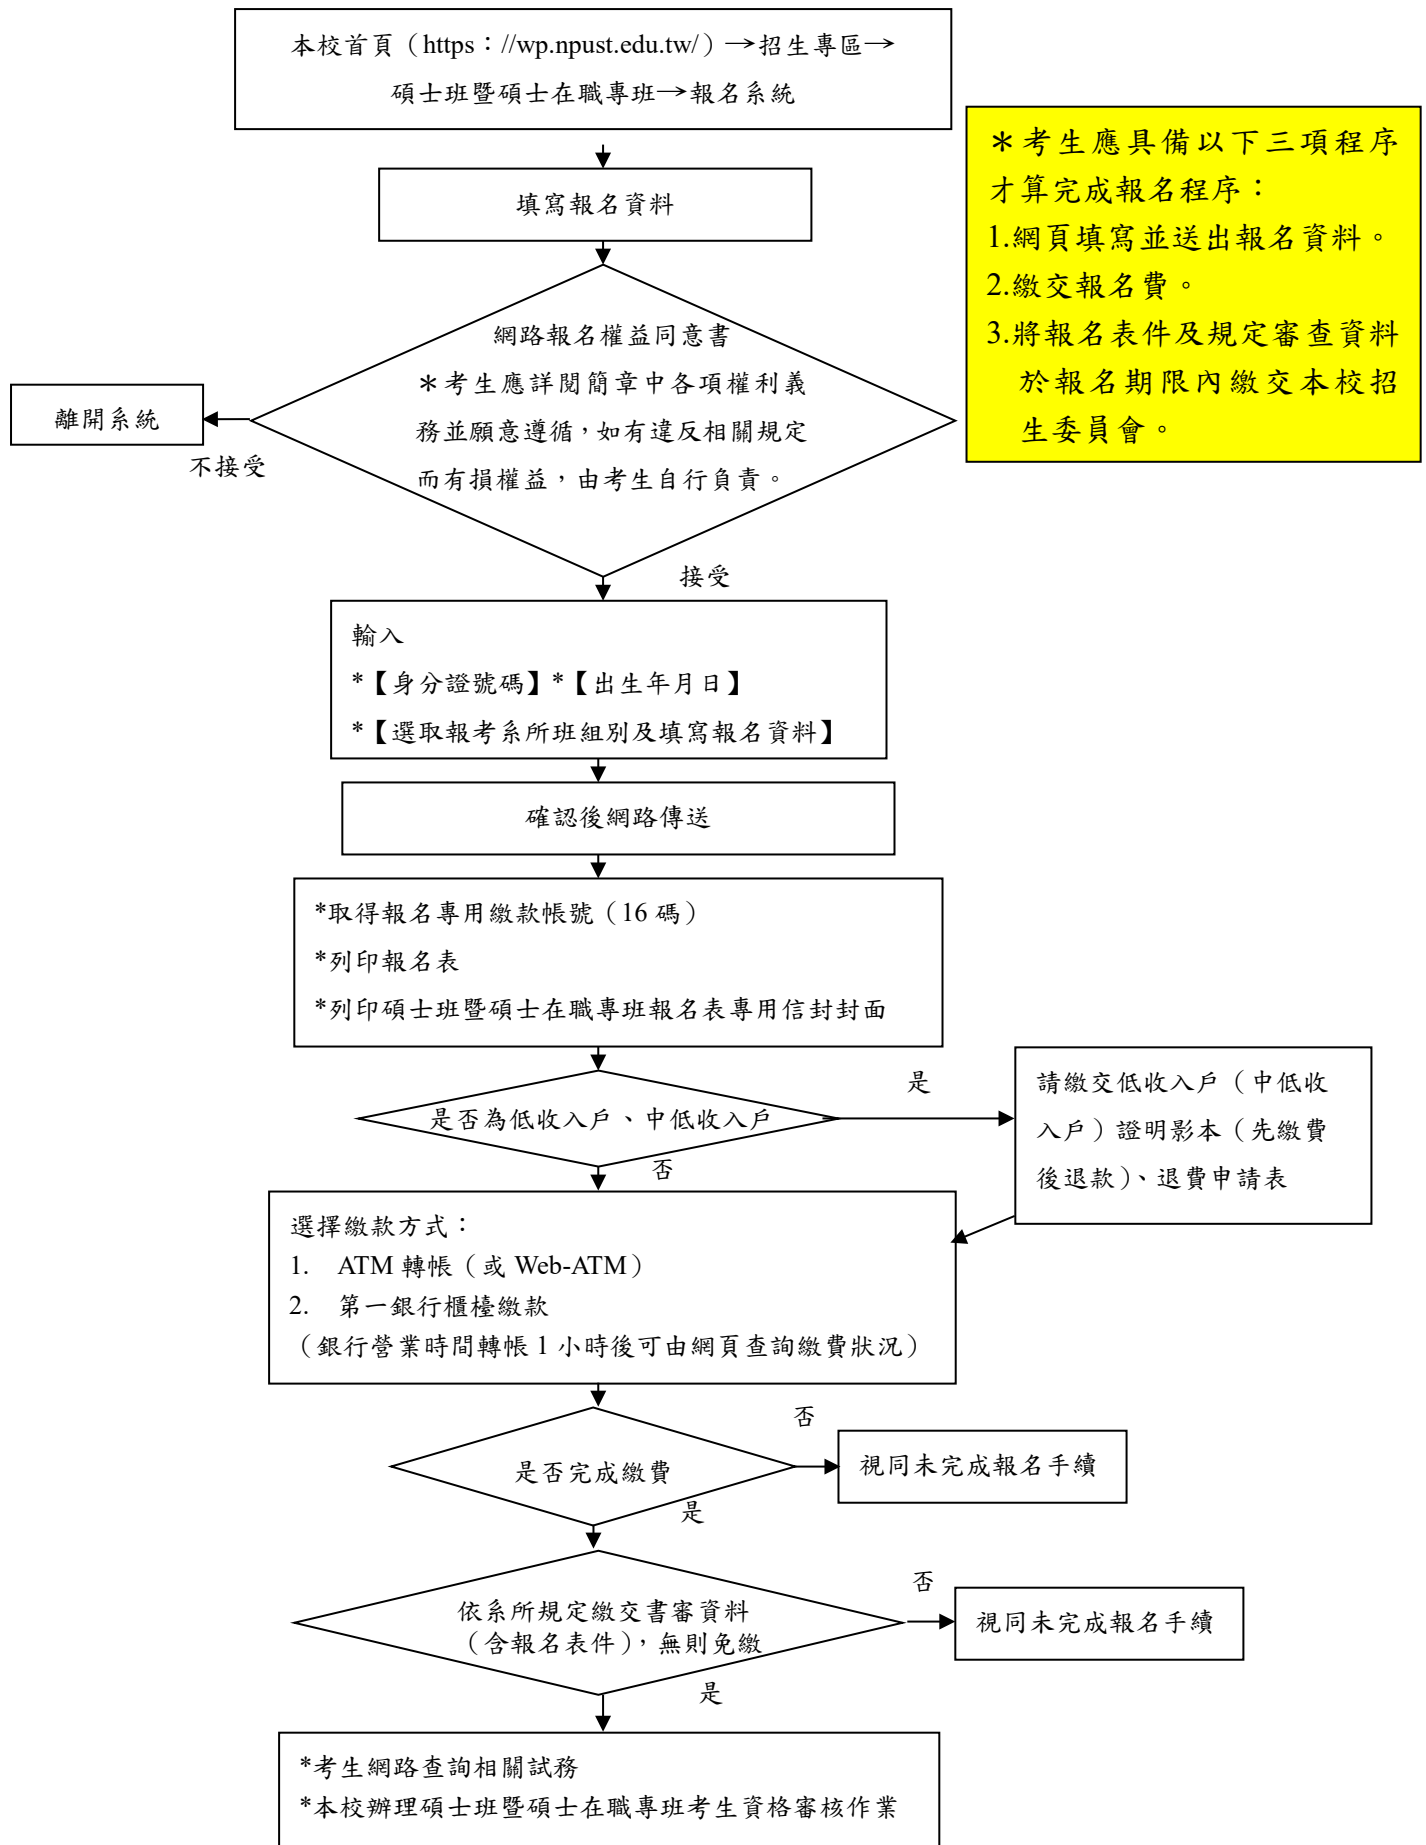 本校首頁（https：//wp.npust.edu.tw/）→招生專區→
碩士班暨碩士在職專班→報名系統
＊考生應具備以下三項程序
才算完成報名程序：
1.網頁填寫並送出報名資料。
2.繳交報名費。
3.將報名表件及規定審查資料
於報名期限內繳交本校招
生委員會。
填寫報名資料
網路報名權益同意書
＊考生應詳閱簡章中各項權利義
務並願意遵循，如有違反相關規定
而有損權益，由考生自行負責。
離開系統
不接受
接受
輸入
*【身分證號碼】*【出生年月日】
*【選取報考系所班組別及填寫報名資料】
確認後網路傳送
*取得報名專用繳款帳號（16 碼）
*列印報名表
*列印碩士班暨碩士在職專班報名表專用信封封面
是否為低收入戶、中低收入戶
是
請繳交低收入戶（中低收
入戶）證明影本（先繳費
後退款）、退費申請表
否
選擇繳款方式：
1. ATM 轉帳（或 Web-ATM）
2. 第一銀行櫃檯繳款
（銀行營業時間轉帳 1 小時後可由網頁查詢繳費狀況）
是否完成繳費
否
視同未完成報名手續
是
依系所規定繳交書審資料
（含報名表件），無則免繳
否
視同未完成報名手續
是
*考生網路查詢相關試務
*本校辦理碩士班暨碩士在職專班考生資格審核作業